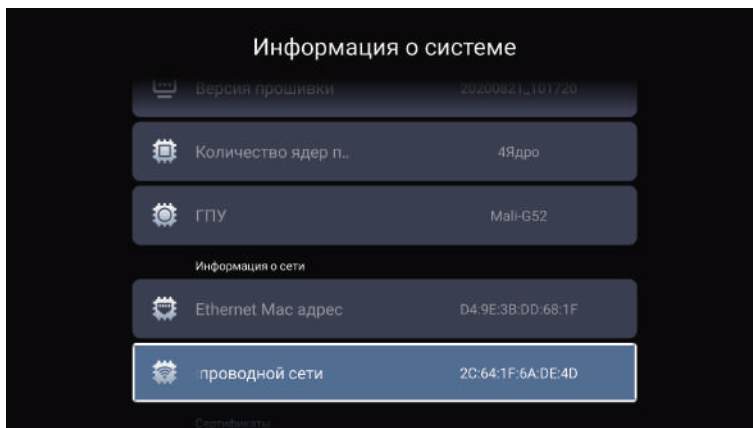 Информация о системе
Версия прошивки 20200821_101720
Количество ядер п.. 4Ядро
ГПУ Mali-G52
Информация о сети
Ethernet Mac адрес D4:9E:3B:DD:68:1F
проводной сети 2C:64:1F:6A:DE:4D
Сертификаты